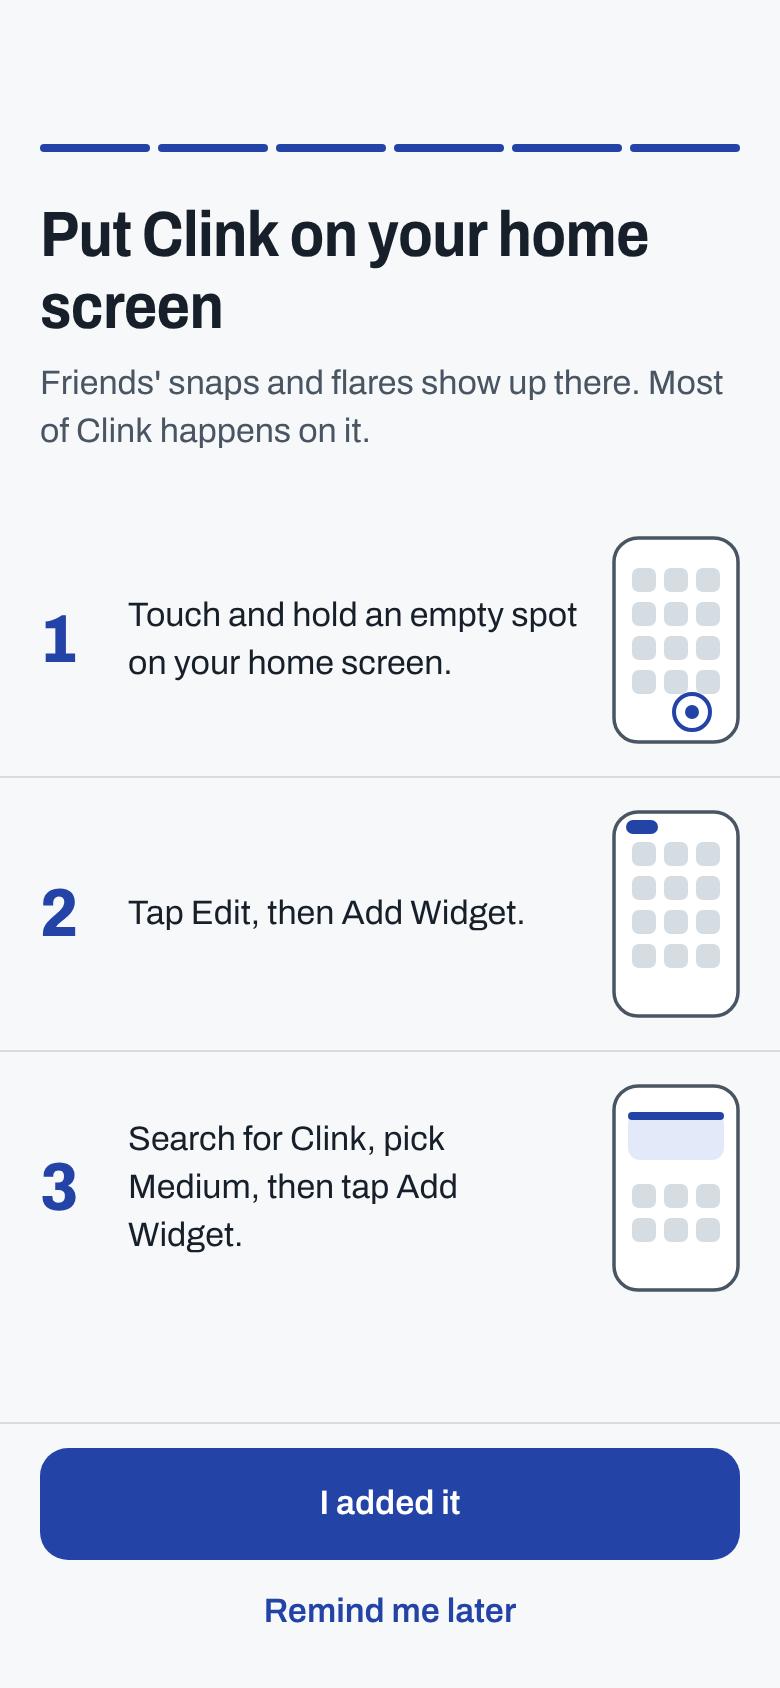 Put Clink on your home
screen
Friends' snaps and flares show up there. Most
of Clink happens on it.
1
Touch and hold an empty spot
on your home screen.
2
Tap Edit, then Add Widget.
3
Search for Clink, pick
Medium, then tap Add
Widget.
I added it
Remind me later